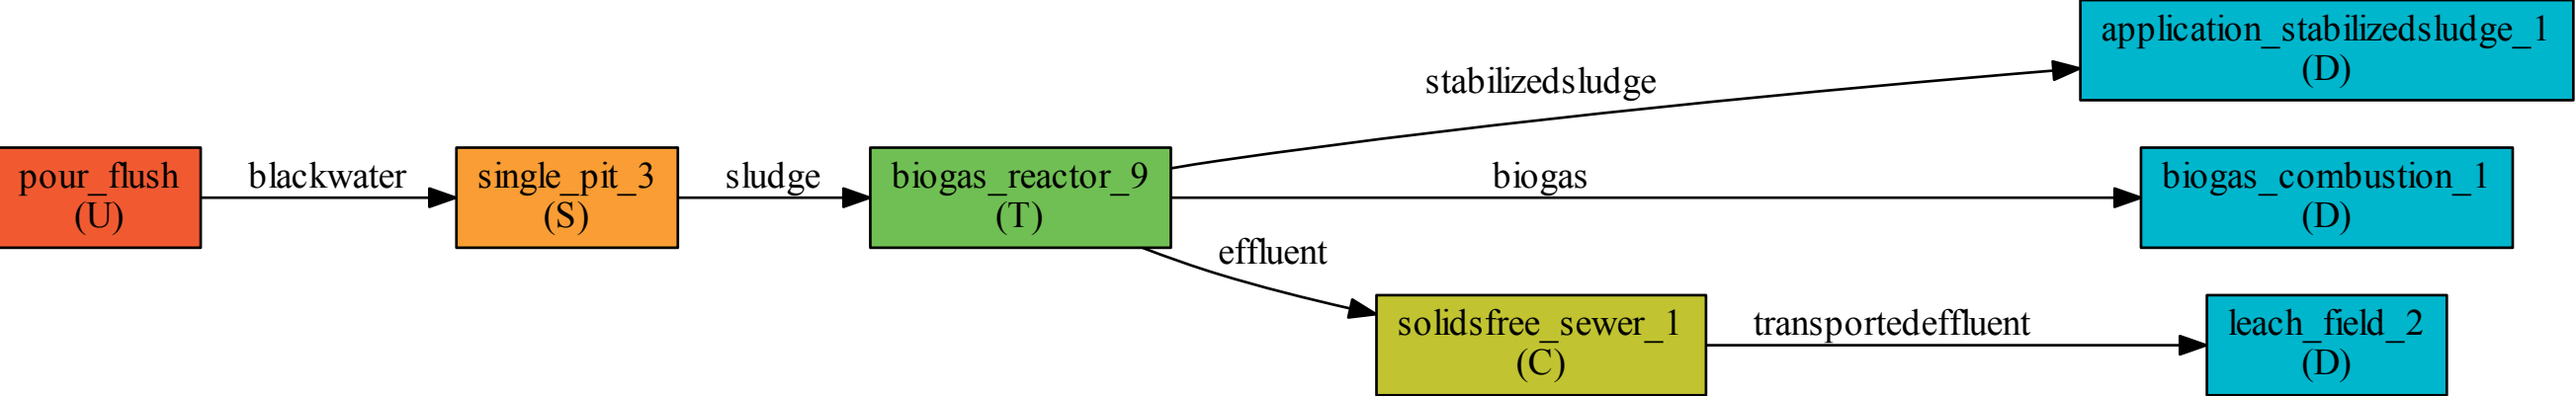 application_stabilizedsludge_1
(D)
stabilizedsludge
pour_flush
(U)
blackwater
single_pit_3
(S)
sludge
biogas_reactor_9
(T)
biogas
biogas_combustion_1
(D)
effluent
solidsfree_sewer_1
(C)
transportedeffluent
leach_field_2
(D)